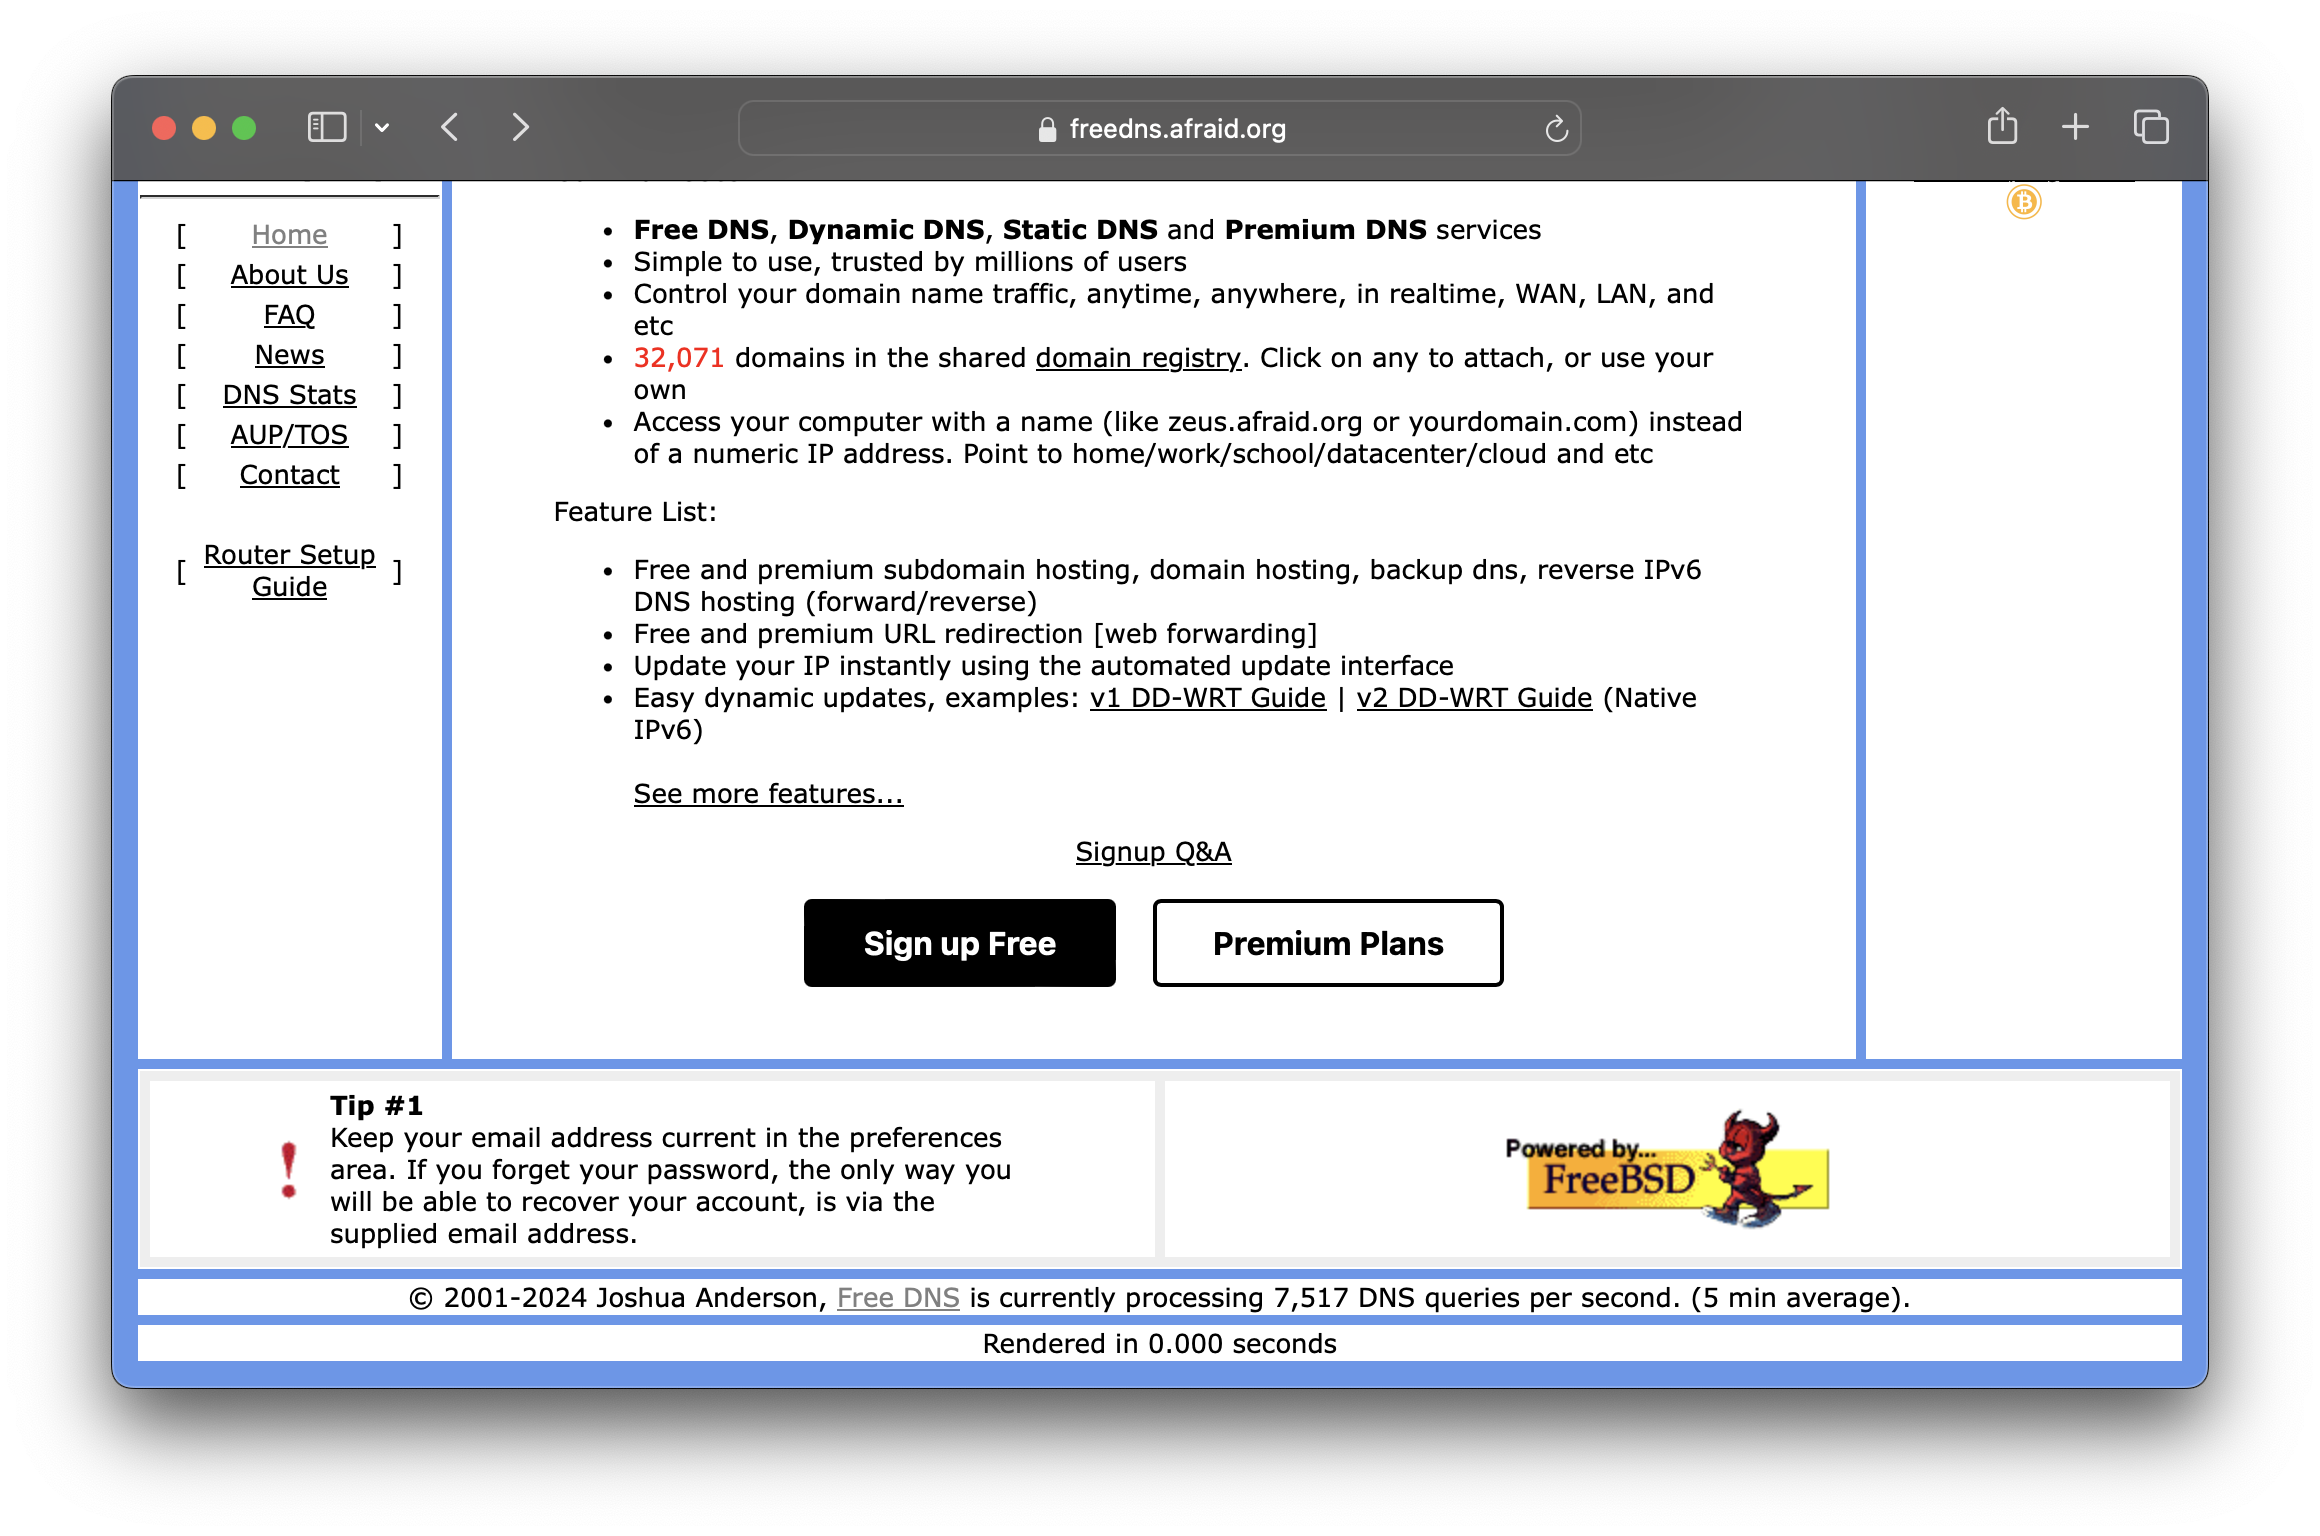 freedns.afraid.org
[ Home ]
[ About Us ]
[ FAQ ]
[ News ]
[ DNS Stats ]
[ AUP/TOS ]
[ Contact ]
[ Router Setup
Guide ]
• Free DNS, Dynamic DNS, Static DNS and Premium DNS services
• Simple to use, trusted by millions of users
• Control your domain name traffic, anytime, anywhere, in realtime, WAN, LAN, and
etc
• 32,071 domains in the shared domain registry. Click on any to attach, or use your
own
• Access your computer with a name (like zeus.afraid.org or yourdomain.com) instead
of a numeric IP address. Point to home/work/school/datacenter/cloud and etc
Feature List:
• Free and premium subdomain hosting, domain hosting, backup dns, reverse IPv6
DNS hosting (forward/reverse)
• Free and premium URL redirection [web forwarding]
• Update your IP instantly using the automated update interface
• Easy dynamic updates, examples: v1 DD-WRT Guide | v2 DD-WRT Guide (Native
IPv6)
See more features...
Signup Q&A
Sign up Free
Premium Plans
Tip #1
Keep your email address current in the preferences
area. If you forget your password, the only way you
will be able to recover your account, is via the
supplied email address.
Powered by...
FreeBSD
© 2001-2024 Joshua Anderson, Free DNS is currently processing 7,517 DNS queries per second. (5 min average).
Rendered in 0.000 seconds